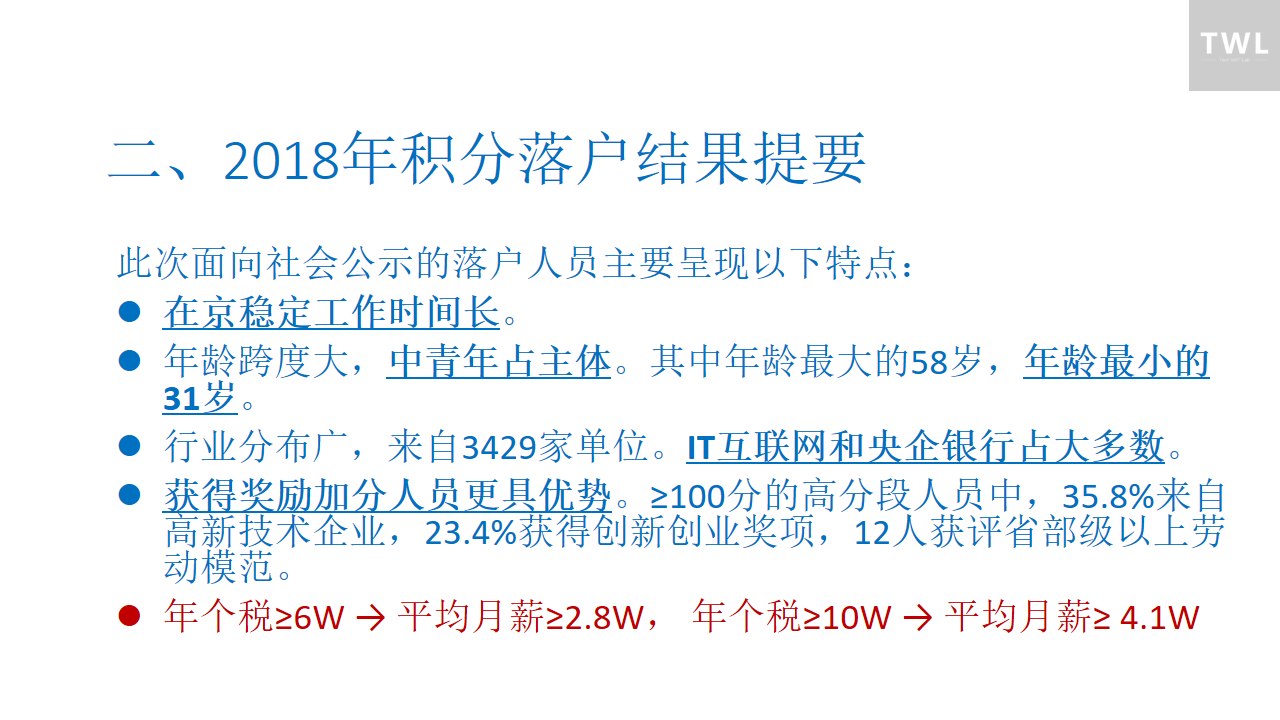 TWL
二、2018年积分落户结果提要
此次面向社会公示的落户人员主要呈现以下特点：
● 在京稳定工作时间长。
● 年龄跨度大，中青年占主体。其中年龄最大的58岁，年龄最小的
31岁。
● 行业分布广，来自3429家单位。IT互联网和央企银行占大多数。
● 获得奖励加分人员更具优势。≥100分的高分段人员中，35.8%来自
高新技术企业，23.4%获得创新创业奖项，12人获评省部级以上劳
动模范。
● 年个税≥6W → 平均月薪≥2.8W， 年个税≥10W → 平均月薪≥ 4.1W